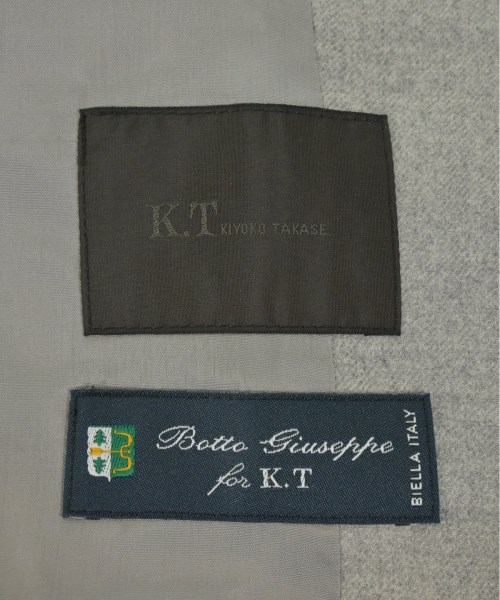 K.T KIYOKO TAKASE
Botto Giuseppe
for K.T
BIELLA ITALY